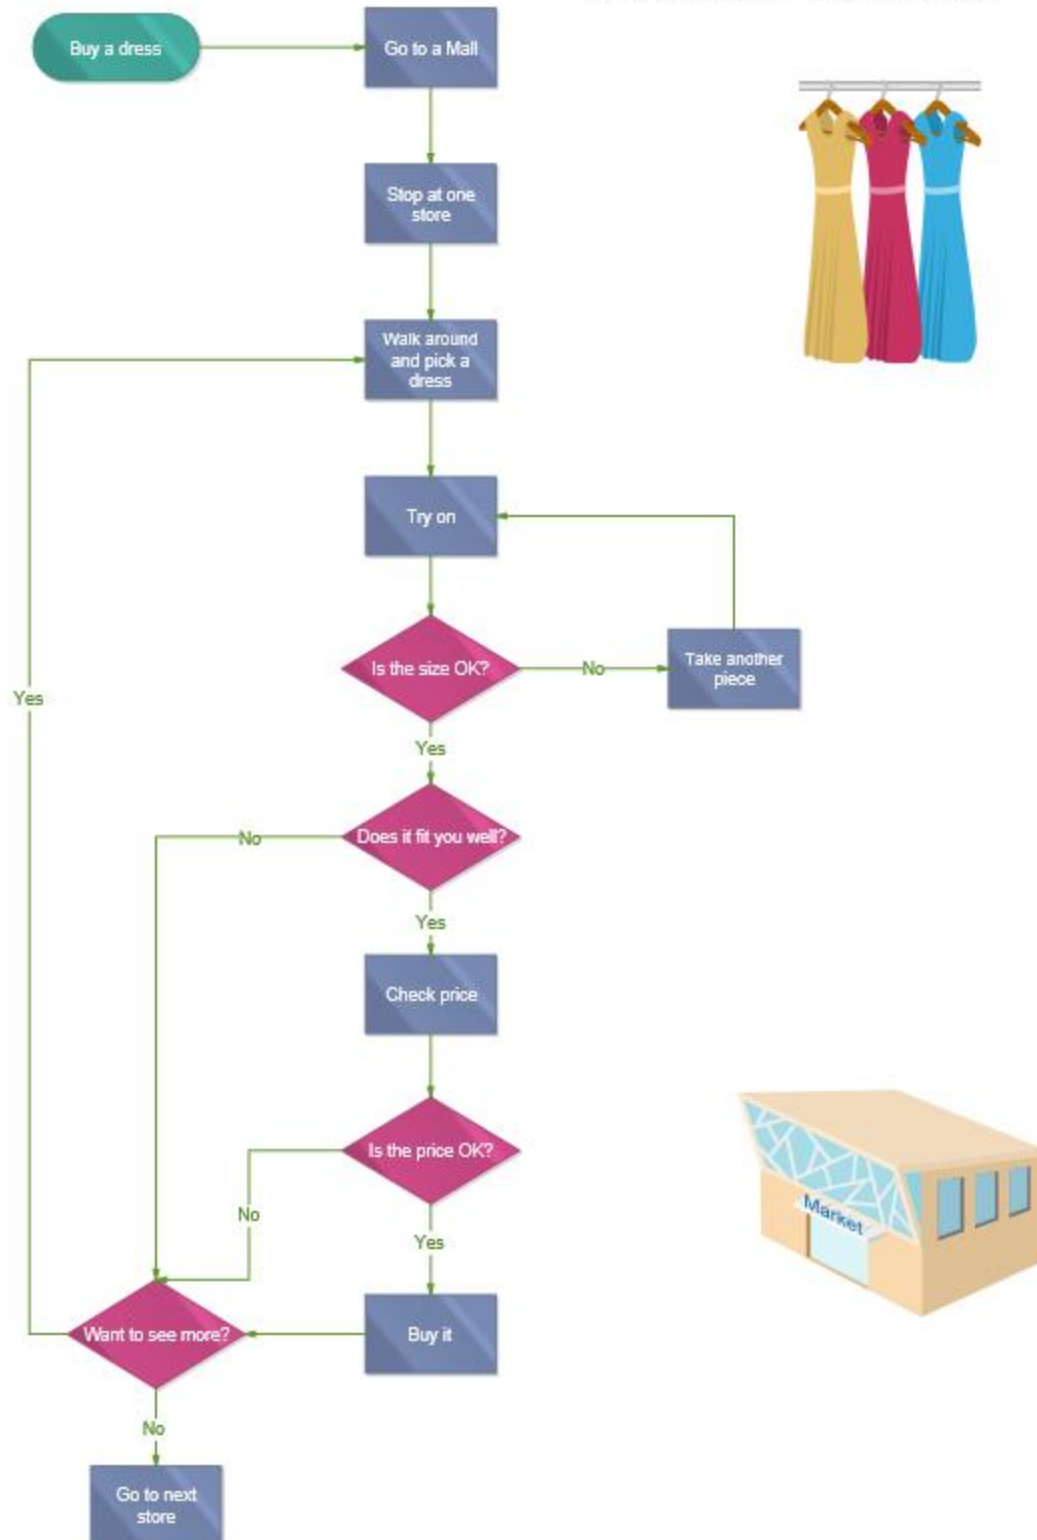 Buy a dress
Go to a Mall
Stop at one
store
Walk around
and pick a
dress
Try on
Is the size OK?
No
Take another
piece
Yes
Yes
Does it fit you well?
No
Yes
Check price
Is the price OK?
No
Yes
Market
Want to see more?
Buy it
No
Go to next
store